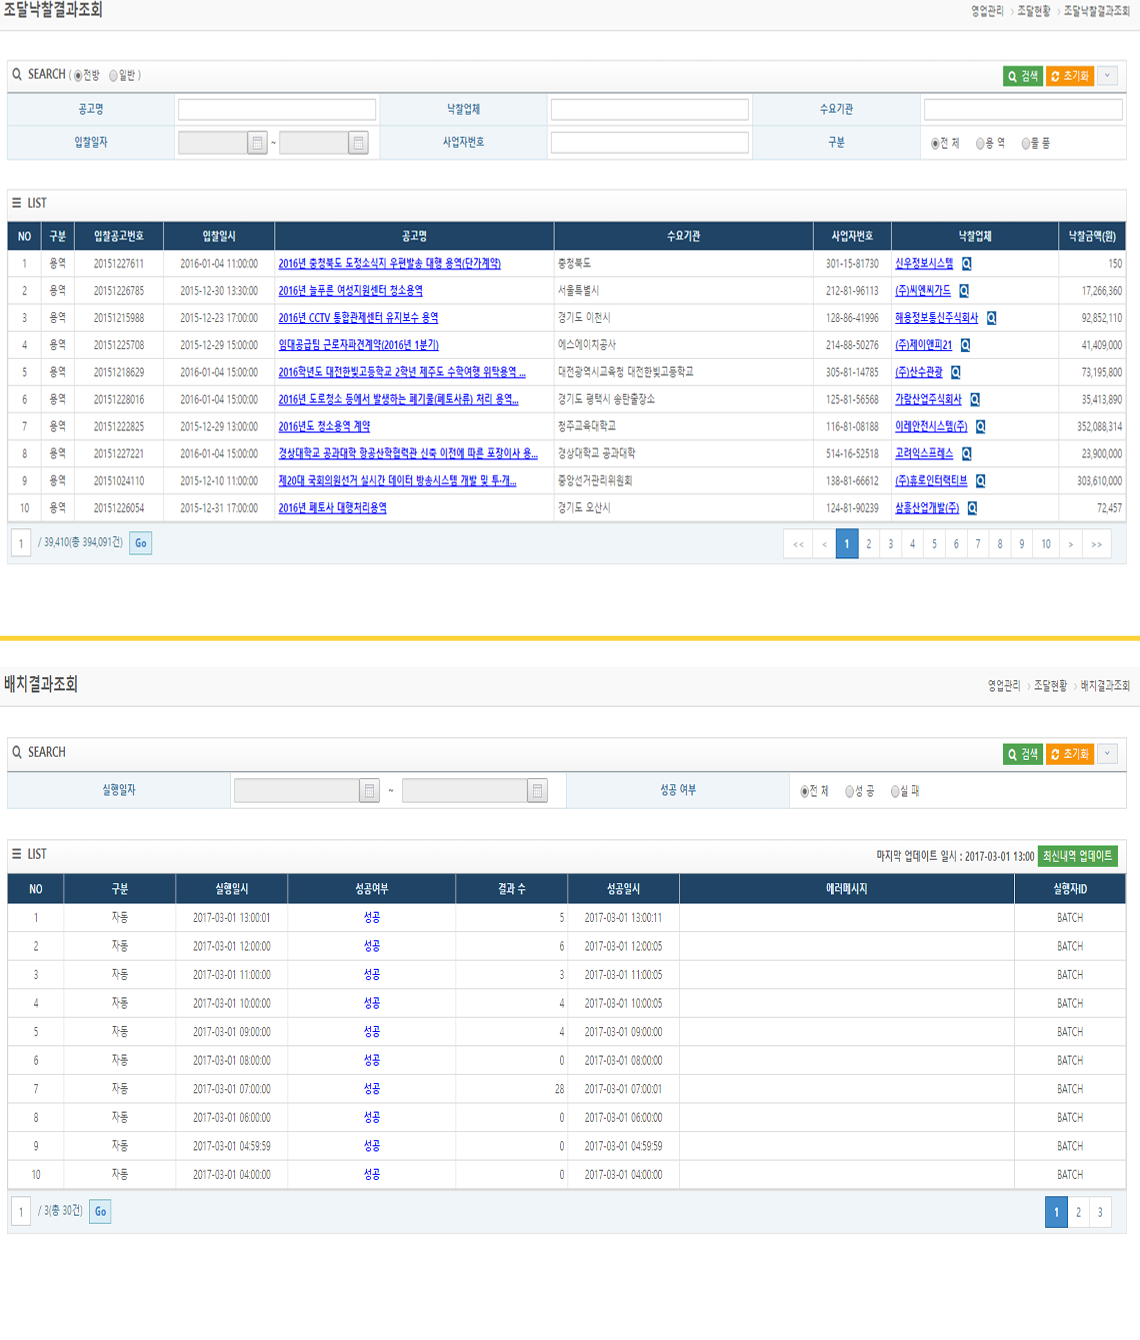 조달낙찰결과조회
영업관리 > 조달현황 > 조달낙찰결과조회
SEARCH ( 전방 일반 ) 검색 초기화
공고명 낙찰업체 수요기관
입찰일자 ~ 사업자번호 구분 전 체 용 역 물 품
LIST
NO 구분 입찰공고번호 입찰일시 공고명 수요기관 사업자번호 낙찰업체 낙찰금액(원)
1 용역 20151227611 2016-01-04 11:00:00 2016년 충청북도 도정소식지 우편발송 대행 용역(단가계약) 충청북도 301-15-81730 신우정보시스템 150
2 용역 20151226785 2015-12-30 13:30:00 2016년 늘푸른 여성지원센터 청소용역 서울특별시 212-81-96113 (주)씨엔씨가드 17,266,360
3 용역 20151215988 2015-12-23 17:00:00 2016년 CCTV 통합관제센터 유지보수 용역 경기도 이천시 128-86-41996 해용정보통신주식회사 92,852,110
4 용역 20151225708 2015-12-29 15:00:00 임대공급팀 근로자파견계약(2016년 1분기) 에스에이치공사 214-88-50276 (주)제이앤피21 41,409,000
5 용역 20151218629 2016-01-04 15:00:00 2016학년도 대전한빛고등학교 2학년 제주도 수학여행 위탁용역 ... 대전광역시교육청 대전한빛고등학교 305-81-14785 (주)산수관광 73,195,800
6 용역 20151228016 2016-01-04 15:00:00 2016년 도로청소 등에서 발생하는 폐기물(폐토사류) 처리 용역... 경기도 평택시 송탄출장소 125-81-56568 가람산업주식회사 35,413,890
7 용역 20151222825 2015-12-29 13:00:00 2016년도 청소용역 계약 청주교육대학교 116-81-08188 이레안전시스템(주) 352,088,314
8 용역 20151227221 2016-01-04 15:00:00 경상대학교 공과대학 항공산학협력관 신축 이전에 따른 포장이사 용... 경상대학교 공과대학 514-16-52518 고려익스프레스 23,900,000
9 용역 20151024110 2015-12-10 11:00:00 제20대 국회의원선거 실시간 데이터 방송시스템 개발 및 투·개... 중앙선거관리위원회 138-81-66612 (주)휴로인터랙티브 303,610,000
10 용역 20151226054 2015-12-31 17:00:00 2016년 폐토사 대행처리용역 경기도 오산시 124-81-90239 삼흥산업개발(주) 72,457
1 / 39,410(총 394,091건) Go << < 1 2 3 4 5 6 7 8 9 10 > >>
배치결과조회
영업관리 > 조달현황 > 배치결과조회
SEARCH 검색 초기화
실행일자 ~ 성공 여부 전 체 성 공 실 패
LIST 마지막 업데이트 일시 : 2017-03-01 13:00 최신내역 업데이트
NO 구분 실행일시 성공여부 결과 수 성공일시 에러메시지 실행자ID
1 자동 2017-03-01 13:00:01 성공 5 2017-03-01 13:00:11 BATCH
2 자동 2017-03-01 12:00:00 성공 6 2017-03-01 12:00:05 BATCH
3 자동 2017-03-01 11:00:00 성공 3 2017-03-01 11:00:05 BATCH
4 자동 2017-03-01 10:00:00 성공 4 2017-03-01 10:00:05 BATCH
5 자동 2017-03-01 09:00:00 성공 4 2017-03-01 09:00:00 BATCH
6 자동 2017-03-01 08:00:00 성공 0 2017-03-01 08:00:00 BATCH
7 자동 2017-03-01 07:00:00 성공 28 2017-03-01 07:00:01 BATCH
8 자동 2017-03-01 06:00:00 성공 0 2017-03-01 06:00:00 BATCH
9 자동 2017-03-01 04:59:59 성공 0 2017-03-01 04:59:59 BATCH
10 자동 2017-03-01 04:00:00 성공 0 2017-03-01 04:00:00 BATCH
1 / 3(총 30건) Go 1 2 3